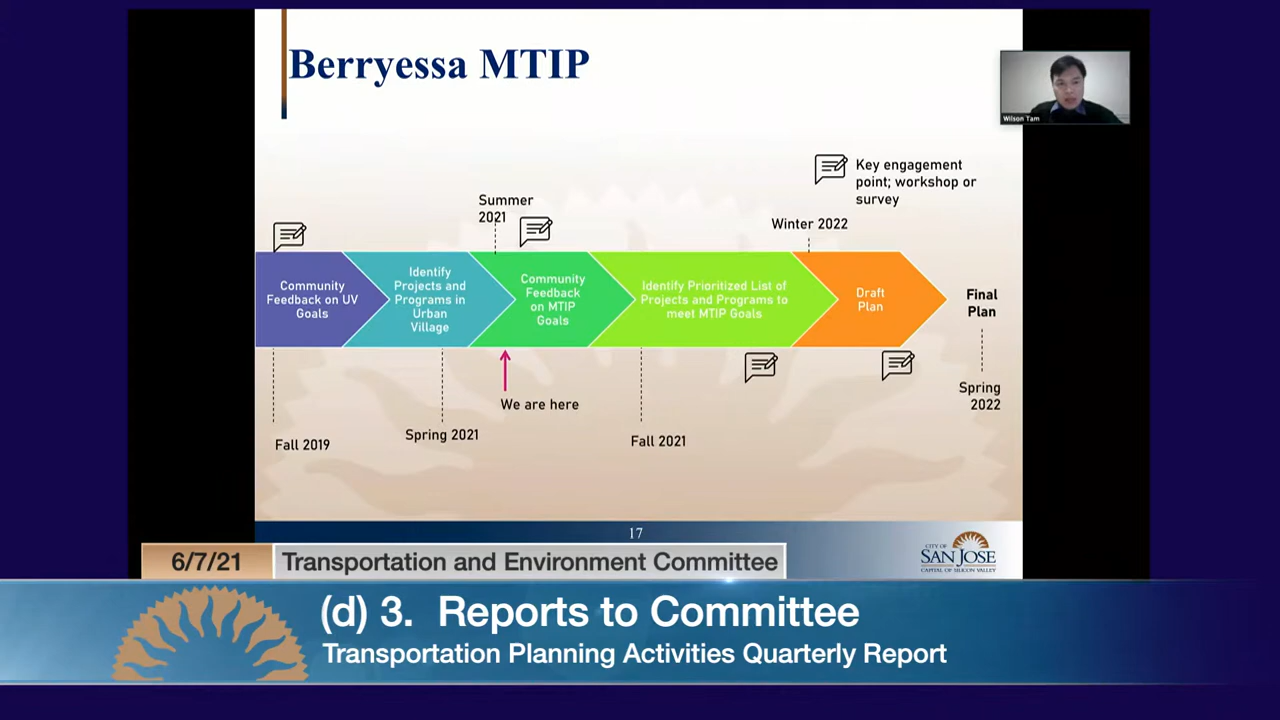 Berryessa MTIP
Wilson Tam
Key engagement
point; workshop or
survey
Summer
2021
Winter 2022
Community
Feedback on UV
Goals
Identify
Projects and
Programs in
Urban
Village
Community
Feedback
on MTIP
Goals
Identify Prioritized List of
Projects and Programs to
meet MTIP Goals
Draft
Plan
Final
Plan
We are here
Spring
2022
Fall 2019
Spring 2021
Fall 2021
17
CITY OF
SAN JOSE
CAPITAL OF SILICON VALLEY
6/7/21
Transportation and Environment Committee
(d) 3. Reports to Committee
Transportation Planning Activities Quarterly Report